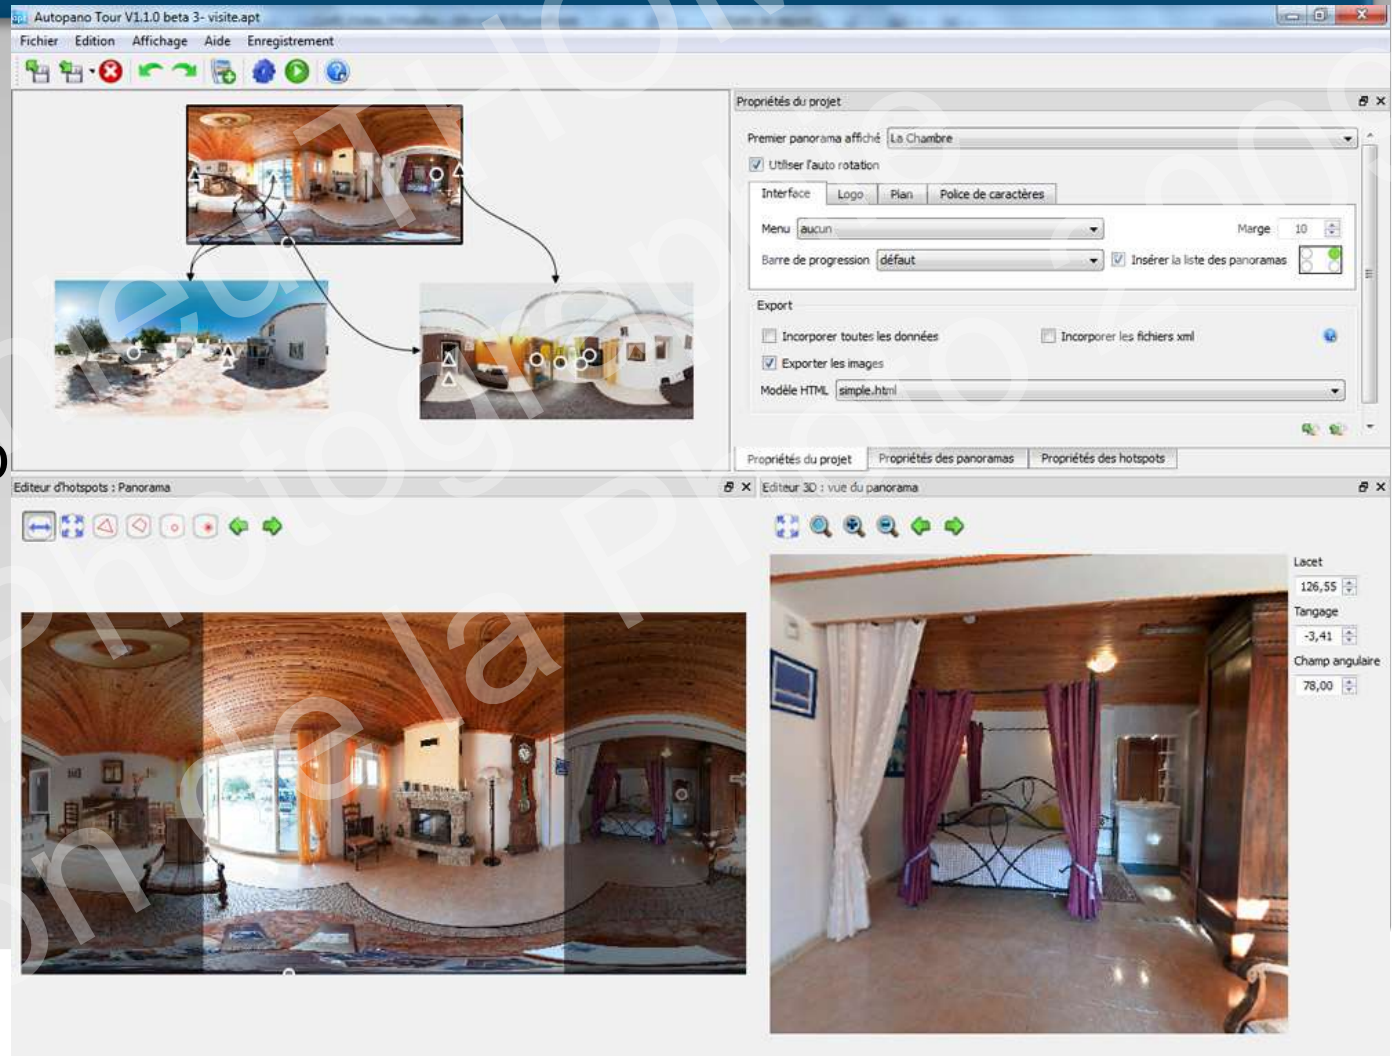 Autopano Tour V1.1.0 beta 3- visite.apt
Fichier Edition Affichage Aide Enregistrement
Propriétés du projet
Premier panorama affiché La Chambre
Utiliser l'auto rotation
Interface Logo Plan Police de caractères
Menu aucun Marge 10
Barre de progression défaut Insérer la liste des panoramas
Export
Incorporer toutes les données Incorporer les fichiers xml
Exporter les images
Modèle HTML simple.html
Propriétés du projet Propriétés des panoramas Propriétés des hotspots
Editeur d'hotspots : Panorama
Editeur 3D : vue du panorama
Lacet
126,55
Tangage
-3,41
Champ angulaire
78,00